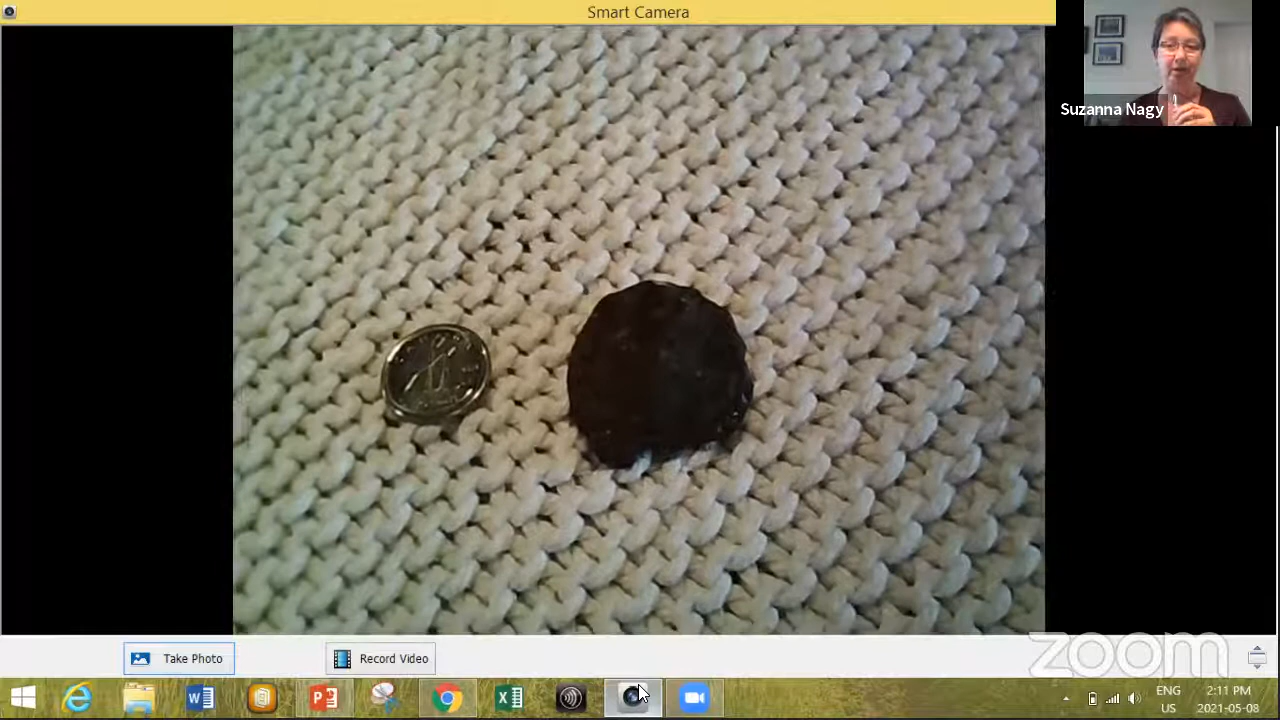 Smart Camera
Suzanna Nagy
Take Photo
Record Video
zoom
ENG
US
2:11 PM
2021-05-08